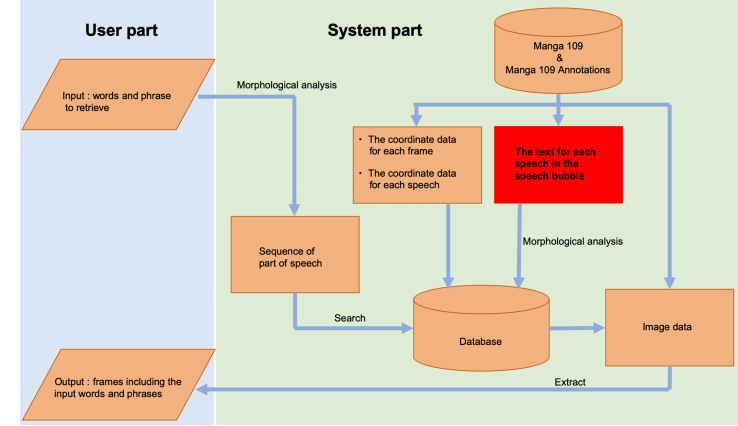 User part
System part
Manga 109
&
Manga 109 Annotations
Input : words and phrase
to retrieve
Morphological analysis
・ The coordinate data
for each frame
・ The coordinate data
for each speech
The text for each
speech in the
speech bubble
Sequence of
part of speech
Morphological analysis
Search
Database
Image data
Output : frames including the
input words and phrases
Extract